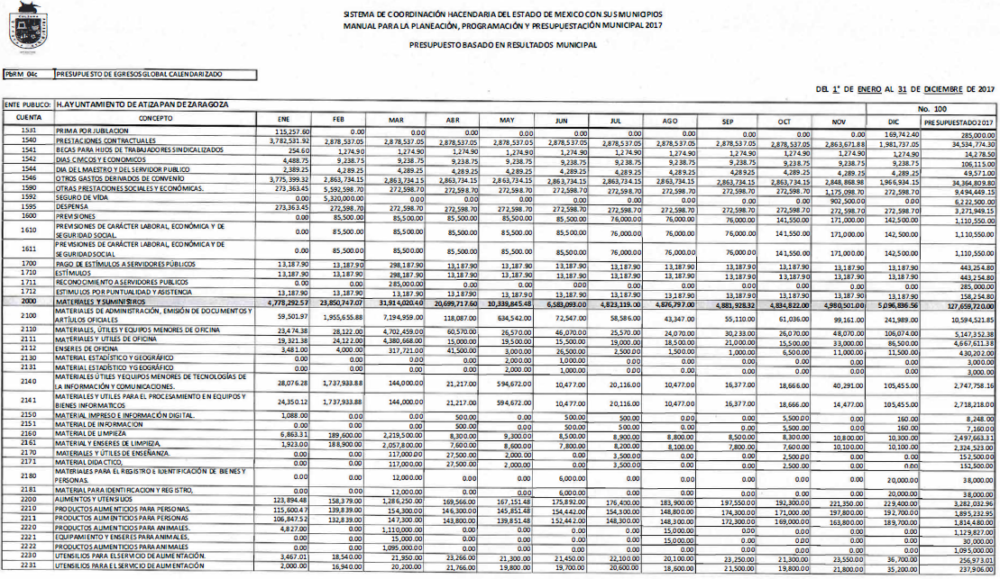 SISTEMA DE COORDINACIÓN HACENDARIA DEL ESTADO DE MEXICO CON SUS MUNICIPIOS
MANUAL PARA LA PLANEACIÓN, PROGRAMACIÓN Y PRESUPUESTACIÓN MUNICIPAL 2017
PRESUPUESTO BASADO EN RESULTADOS MUNICIPAL
PbRM 04c PRESUPUESTO DE EGRESOS GLOBAL CALENDARIZADO
DEL 1° DE ENERO AL 31 DE DICIEMBRE DE 2017
ENTE PUBLICO: H.AYUNTAMIENTO DE ATIZAPAN DE ZARAGOZA No. 100
CUENTA CONCEPTO ENE FEB MAR ABR MAY JUN JUL AGO SEP OCT NOV DIC PRESUPUESTADO 2017
1531 PRIMA POR JUBILACION 115,257.60 0.00 0.00 0.00 0.00 0.00 0.00 0.00 0.00 0.00 0.00 169,742.40 285,000.00
1540 PRESTACIONES CONTRACTUALES 3,782,531.92 2,878,537.05 2,878,537.05 2,878,537.05 2,878,537.05 2,878,537.05 2,878,537.05 2,878,537.05 2,878,537.05 2,878,537.05 2,863,671.88 1,981,737.05 34,534,774.30
1541 BECAS PARA HIJOS DE TRABAJADORES SINDICALIZADOS 254.60 1,274.90 1,274.90 1,274.90 1,274.90 1,274.90 1,274.90 1,274.90 1,274.90 1,274.90 1,274.90 1,274.90 14,278.50
1542 DIAS CIVICOS Y ECONOMICOS 4,488.75 9,238.75 9,238.75 9,238.75 9,238.75 9,238.75 9,238.75 9,238.75 9,238.75 9,238.75 9,238.75 9,238.75 106,115.00
1544 DIA DEL MAESTRO Y DEL SERVIDOR PUBLICO 2,389.25 4,289.25 4,289.25 4,289.25 4,289.25 4,289.25 4,289.25 4,289.25 4,289.25 4,289.25 4,289.25 4,289.25 49,571.00
1546 OTROS GASTOS DERIVADOS DE CONVENIO 3,775,399.32 2,863,734.15 2,863,734.15 2,863,734.15 2,863,734.15 2,863,734.15 2,863,734.15 2,863,734.15 2,863,734.15 2,863,734.15 2,848,868.98 1,966,934.15 34,364,809.80
1590 OTRAS PRESTACIONES SOCIALES Y ECONÓMICAS. 273,363.45 5,592,598.70 272,598.70 272,598.70 272,598.70 272,598.70 272,598.70 272,598.70 272,598.70 272,598.70 1,175,098.70 272,598.70 9,494,449.15
1592 SEGURO DE VIDA 0.00 5,320,000.00 0.00 0.00 0.00 0.00 0.00 0.00 0.00 0.00 902,500.00 0.00 6,222,500.00
1595 DESPENSA 273,363.45 272,598.70 272,598.70 272,598.70 272,598.70 272,598.70 272,598.70 272,598.70 272,598.70 272,598.70 272,598.70 272,598.70 3,271,949.15
1600 PREVISIONES 0.00 85,500.00 85,500.00 85,500.00 85,500.00 85,500.00 76,000.00 76,000.00 76,000.00 141,550.00 171,000.00 142,500.00 1,110,550.00
1610 PREVISIONES DE CARÁCTER LABORAL, ECONÓMICA Y DE
SEGURIDAD SOCIAL. 0.00 85,500.00 85,500.00 85,500.00 85,500.00 85,500.00 76,000.00 76,000.00 76,000.00 141,550.00 171,000.00 142,500.00 1,110,550.00
1611 PREVISIONES DE CARÁCTER LABORAL, ECONÓMICA Y DE
SEGURIDAD SOCIAL 0.00 85,500.00 85,500.00 85,500.00 85,500.00 85,500.00 76,000.00 76,000.00 76,000.00 141,550.00 171,000.00 142,500.00 1,110,550.00
1700 PAGO DE ESTÍMULOS A SERVIDORES PÚBLICOS 13,187.90 13,187.90 298,187.90 13,187.90 13,187.90 13,187.90 13,187.90 13,187.90 13,187.90 13,187.90 13,187.90 13,187.90 443,254.80
1710 ESTÍMULOS 13,187.90 13,187.90 298,187.90 13,187.90 13,187.90 13,187.90 13,187.90 13,187.90 13,187.90 13,187.90 13,187.90 13,187.90 443,254.80
1711 RECONOCIMIENTO A SERVIDORES PUBLICOS 0.00 0.00 285,000.00 0.00 0.00 0.00 0.00 0.00 0.00 0.00 0.00 0.00 285,000.00
1712 ESTIMULOS POR PUNTUALIDAD Y ASISTENCIA 13,187.90 13,187.90 13,187.90 13,187.90 13,187.90 13,187.90 13,187.90 13,187.90 13,187.90 13,187.90 13,187.90 13,187.90 158,254.80
2000 MATERIALES Y SUMINISTROS 4,778,292.57 23,850,747.07 31,914,020.40 20,699,717.60 10,339,845.48 6,583,093.00 4,823,119.00 4,876,797.00 4,881,928.32 4,834,822.00 4,980,501.00 5,096,836.56 127,659,720.00
2100 MATERIALES DE ADMINISTRACIÓN, EMISIÓN DE DOCUMENTOS Y
ARTÍULOS OFICIALES 59,501.97 1,955,655.88 7,194,959.00 118,087.00 634,542.00 72,547.00 58,586.00 43,347.00 55,110.00 61,036.00 99,161.00 241,989.00 10,594,521.85
2110 MATERIALES, ÚTILES Y EQUIPOS MENORES DE OFICINA 23,474.38 28,122.00 4,702,459.00 60,570.00 26,570.00 46,070.00 25,570.00 24,070.00 30,233.00 26,070.00 48,070.00 106,074.00 5,147,352.38
2111 MATERIALES Y UTILES DE OFICINA 19,321.38 24,122.00 4,380,668.00 15,000.00 19,500.00 15,500.00 19,000.00 18,500.00 21,000.00 15,500.00 33,000.00 86,500.00 4,667,611.38
2112 ENSERES DE OFICINA 3,481.00 4,000.00 317,721.00 41,500.00 3,000.00 26,500.00 2,500.00 1,500.00 1,000.00 6,500.00 11,000.00 11,500.00 430,202.00
2130 MATERIAL ESTADÍSTICO Y GEOGRÁFICO 0.00 0.00 0.00 0.00 2,000.00 1,000.00 0.00 0.00 0.00 0.00 0.00 0.00 3,000.00
2131 MATERIAL ESTADÍSTICO Y GEOGRÁFICO 0.00 0.00 0.00 0.00 2,000.00 1,000.00 0.00 0.00 0.00 0.00 0.00 0.00 3,000.00
2140 MATERIALES ÚTILES Y EQUIPOS MENORES DE TECNOLOGÍAS DE
LA INFORMACIÓN Y COMUNICACIONES. 28,076.28 1,737,933.88 144,000.00 21,217.00 594,672.00 10,477.00 20,116.00 10,477.00 16,377.00 18,666.00 40,291.00 105,455.00 2,747,758.16
2141 MATERIALES Y UTILES PARA EL PROCESAMIENTO EN EQUIPOS Y
BIENES INFORMATICOS 24,350.12 1,737,933.88 144,000.00 21,217.00 594,672.00 10,477.00 20,116.00 10,477.00 16,377.00 18,666.00 14,477.00 105,455.00 2,718,218.00
2150 MATERIAL IMPRESO E INFORMACIÓN DIGITAL. 1,088.00 0.00 0.00 500.00 0.00 500.00 500.00 0.00 0.00 5,500.00 0.00 160.00 8,248.00
2151 MATERIAL DE INFORMACION 0.00 0.00 0.00 500.00 0.00 500.00 500.00 0.00 0.00 5,500.00 0.00 160.00 7,160.00
2160 MATERIAL DE LIMPIEZA 6,863.31 189,600.00 2,219,500.00 8,300.00 9,300.00 8,500.00 8,900.00 8,800.00 8,500.00 8,300.00 10,800.00 10,300.00 2,497,663.31
2161 MATERIAL Y ENSERES DE LIMPIEZA, 1,923.00 188,900.00 2,057,800.00 7,600.00 8,600.00 7,800.00 8,200.00 8,100.00 7,800.00 7,600.00 10,100.00 10,100.00 2,324,523.00
2170 MATERIALES Y ÚTILES DE ENSEÑANZA. 0.00 0.00 117,000.00 27,500.00 2,000.00 0.00 3,500.00 0.00 0.00 2,500.00 0.00 0.00 152,500.00
2171 MATERIAL DIDACTICO, 0.00 0.00 117,000.00 27,500.00 2,000.00 0.00 3,500.00 0.00 0.00 2,500.00 0.00 0.00 152,500.00
2180 MATERIALES PARA EL REGISTRO E IDENTIFICACIÓN DE BIENES Y
PERSONAS. 0.00 0.00 12,000.00 0.00 0.00 6,000.00 0.00 0.00 0.00 0.00 0.00 20,000.00 38,000.00
2181 MATERIAL PARA IDENTIFICACION Y REGISTRO, 0.00 0.00 12,000.00 0.00 0.00 6,000.00 0.00 0.00 0.00 0.00 0.00 20,000.00 38,000.00
2200 ALIMENTOS Y UTENSILIOS 123,894.48 158,379.00 1,286,250.00 169,566.00 167,151.48 175,892.00 176,400.00 183,900.00 197,550.00 192,300.00 221,350.00 229,400.00 3,282,032.96
2210 PRODUCTOS ALIMENTICIOS PARA PERSONAS. 115,600.47 139,839.00 154,300.00 146,300.00 145,851.48 154,442.00 154,300.00 148,800.00 174,300.00 171,000.00 197,800.00 192,700.00 1,895,232.95
2211 PRODUCTOS ALIMENTICIOS PARA PERSONAS 106,847.52 132,839.00 147,300.00 143,800.00 139,851.48 152,442.00 148,300.00 148,300.00 172,300.00 169,000.00 163,800.00 189,700.00 1,814,480.00
2220 PRODUCTOS ALIMENTICIOS PARA ANIMALES. 4,827.00 0.00 1,110,000.00 0.00 0.00 0.00 0.00 15,000.00 0.00 0.00 0.00 0.00 1,129,827.00
2221 EQUIPAMIENTO Y ENSERES PARA ANIMALES, 0.00 0.00 15,000.00 0.00 0.00 0.00 0.00 15,000.00 0.00 0.00 0.00 0.00 30,000.00
2222 PRODUCTOS ALIMENTICIOS PARA ANIMALES 0.00 0.00 1,095,000.00 0.00 0.00 0.00 0.00 0.00 0.00 0.00 0.00 0.00 1,095,000.00
2230 UTENSILIOS PARA EL SERVICIO DE ALIMENTACIÓN. 3,467.01 18,540.00 21,950.00 23,266.00 21,300.00 21,450.00 22,100.00 20,100.00 23,250.00 21,300.00 23,550.00 36,700.00 256,973.01
2231 UTENSILIOS PARA EL SERVICIO DE ALIMENTACIÓN 2,000.00 16,940.00 20,200.00 21,766.00 19,800.00 19,700.00 20,600.00 18,600.00 21,500.00 19,800.00 21,800.00 35,200.00 237,906.00